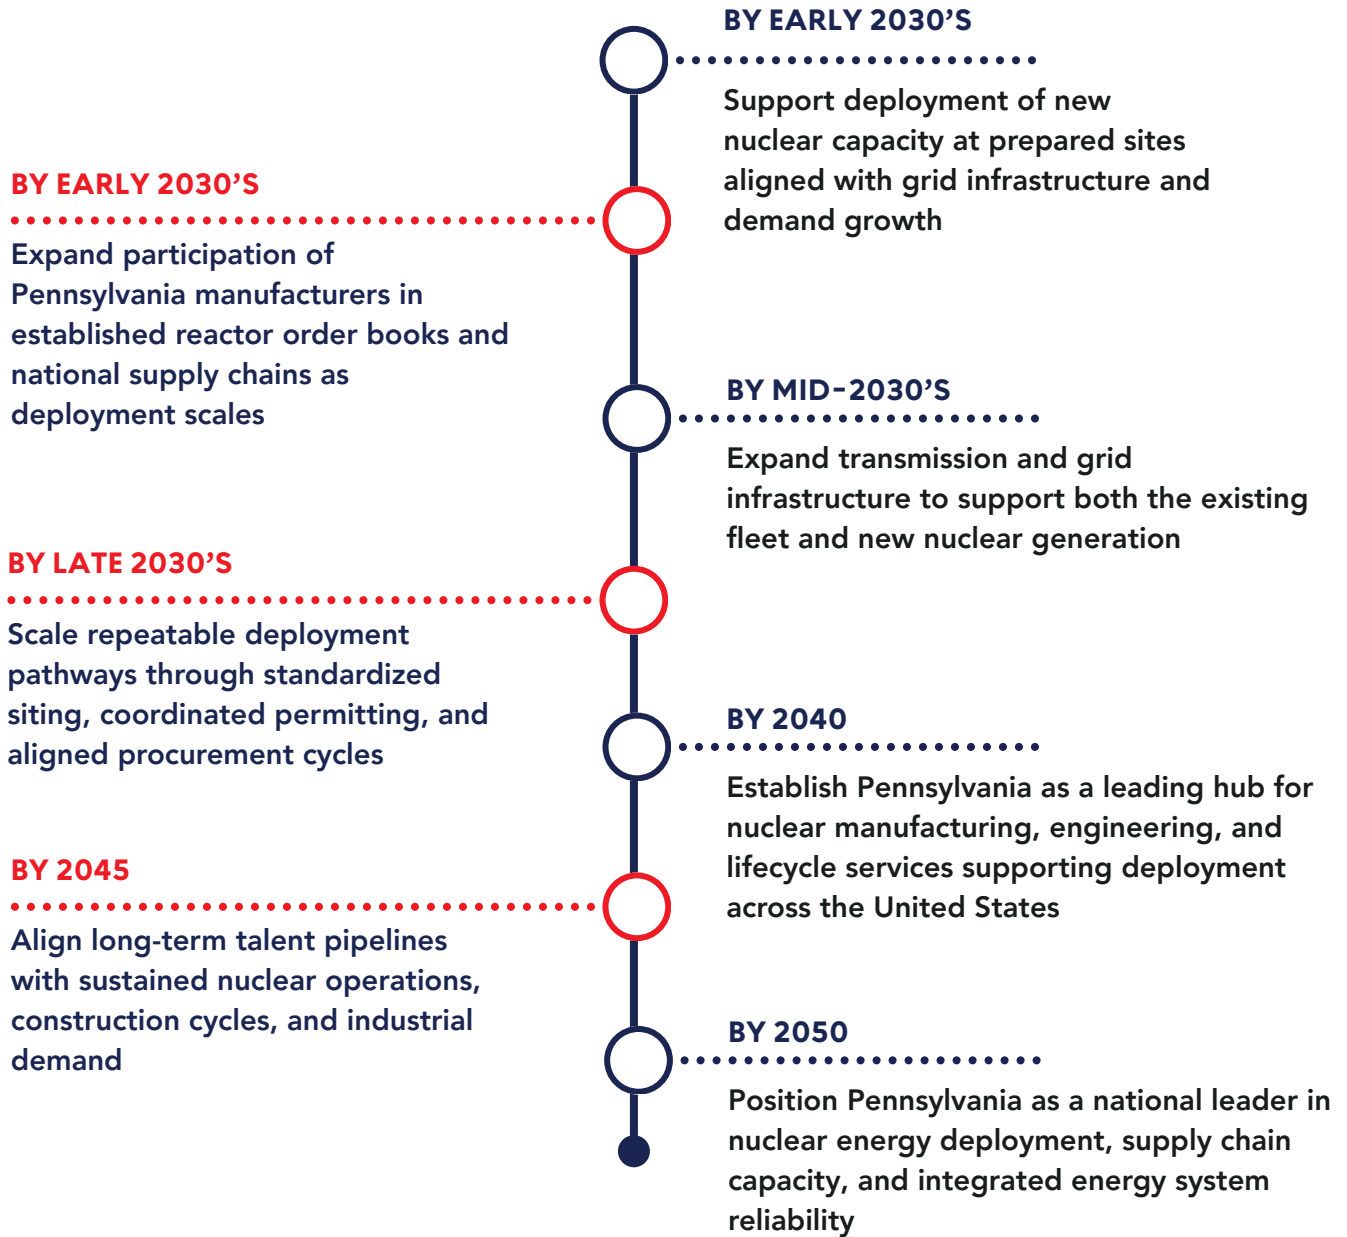 BY EARLY 2030’S
Support deployment of new
nuclear capacity at prepared sites
aligned with grid infrastructure and
demand growth
BY EARLY 2030’S
Expand participation of
Pennsylvania manufacturers in
established reactor order books and
national supply chains as
deployment scales
BY MID-2030’S
Expand transmission and grid
infrastructure to support both the existing
fleet and new nuclear generation
BY LATE 2030’S
Scale repeatable deployment
pathways through standardized
siting, coordinated permitting, and
aligned procurement cycles
BY 2040
Establish Pennsylvania as a leading hub for
nuclear manufacturing, engineering, and
lifecycle services supporting deployment
across the United States
BY 2045
Align long-term talent pipelines
with sustained nuclear operations,
construction cycles, and industrial
demand
BY 2050
Position Pennsylvania as a national leader in
nuclear energy deployment, supply chain
capacity, and integrated energy system
reliability